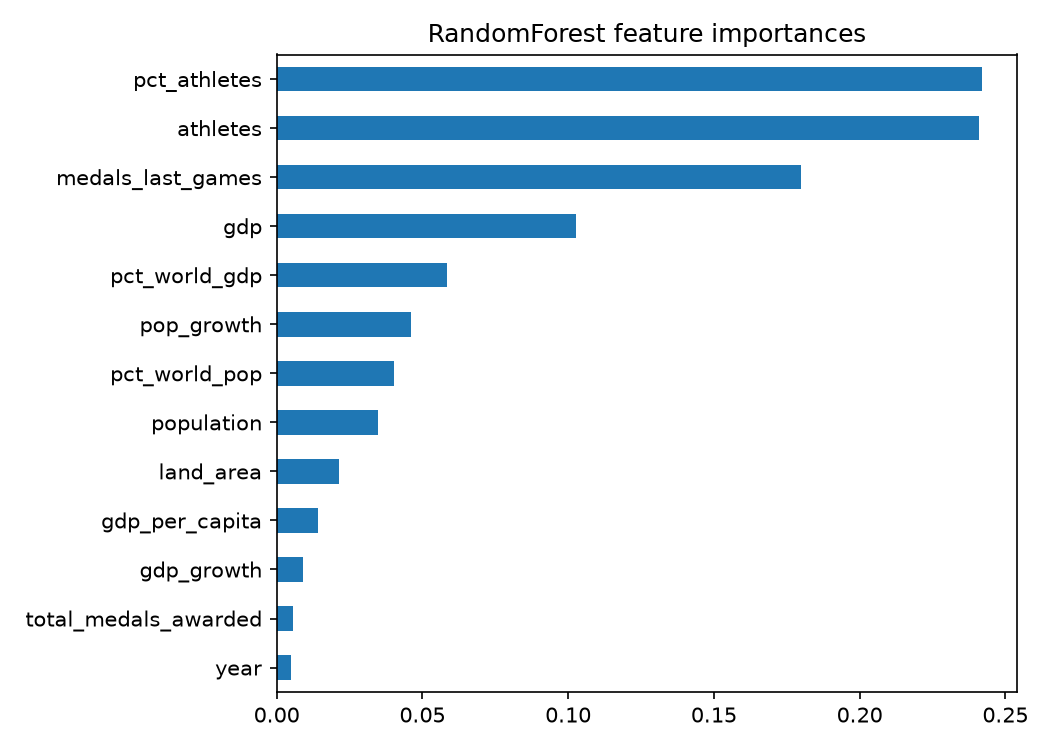 RandomForest feature importances
pct_athletes
athletes
medals_last_games
gdp
pct_world_gdp
pop_growth
pct_world_pop
population
land_area
gdp_per_capita
gdp_growth
total_medals_awarded
year
0.00 0.05 0.10 0.15 0.20 0.25